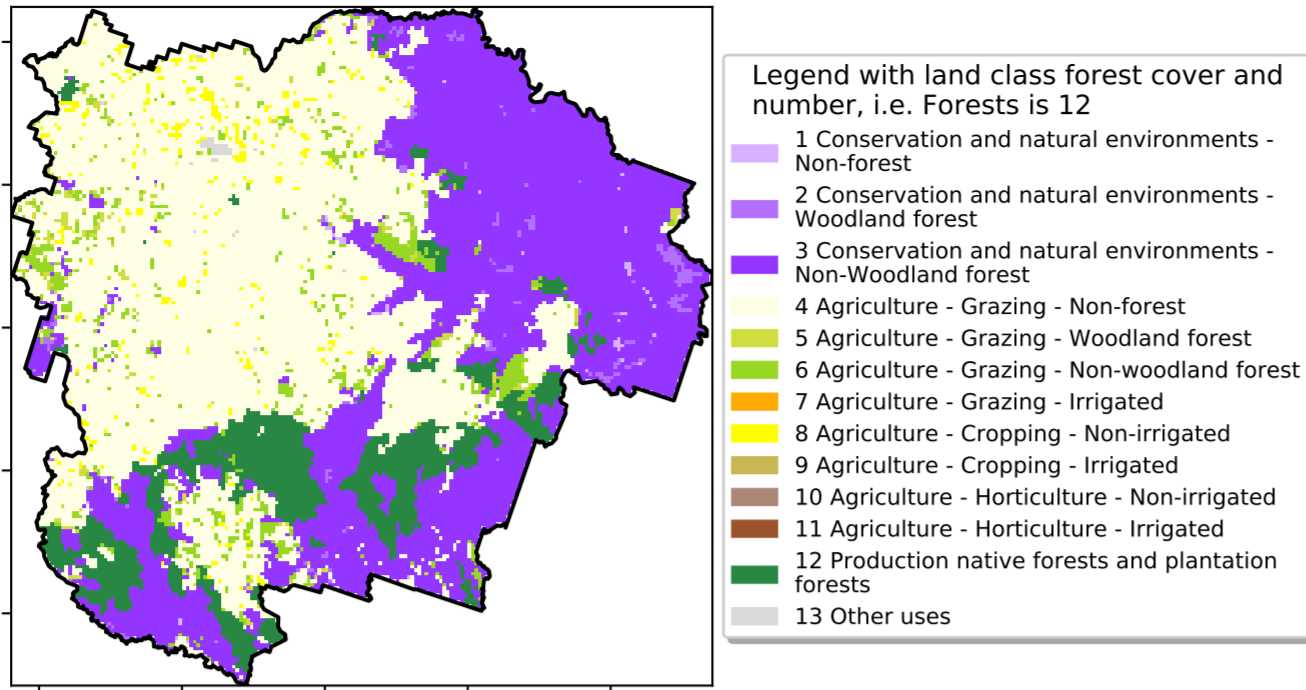 Legend with land class forest cover and
number, i.e. Forests is 12
1 Conservation and natural environments -
Non-forest
2 Conservation and natural environments -
Woodland forest
3 Conservation and natural environments -
Non-Woodland forest
4 Agriculture - Grazing - Non-forest
5 Agriculture - Grazing - Woodland forest
6 Agriculture - Grazing - Non-woodland forest
7 Agriculture - Grazing - Irrigated
8 Agriculture - Cropping - Non-irrigated
9 Agriculture - Cropping - Irrigated
10 Agriculture - Horticulture - Non-irrigated
11 Agriculture - Horticulture - Irrigated
12 Production native forests and plantation
forests
13 Other uses